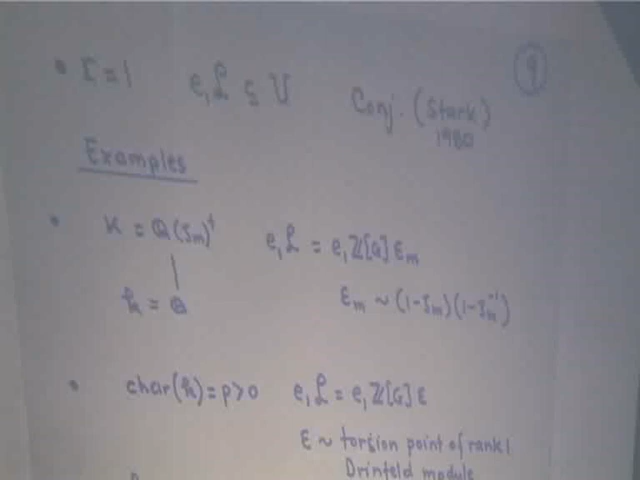 9
• r = 1 e₁ℒ ⊆ U Conj. (Stark)
1980
Examples
• K = ℚ(ζₘ)⁺ e₁ℒ = e₁ℤ[G]εₘ
|
k = ℚ εₘ ~ (1-ζₘ)(1-ζₘ⁻¹)
• char(k) = p>0 e₁ℒ = e₁ℤ[G]ε
ε ~ torsion point of rank 1
Drinfeld module